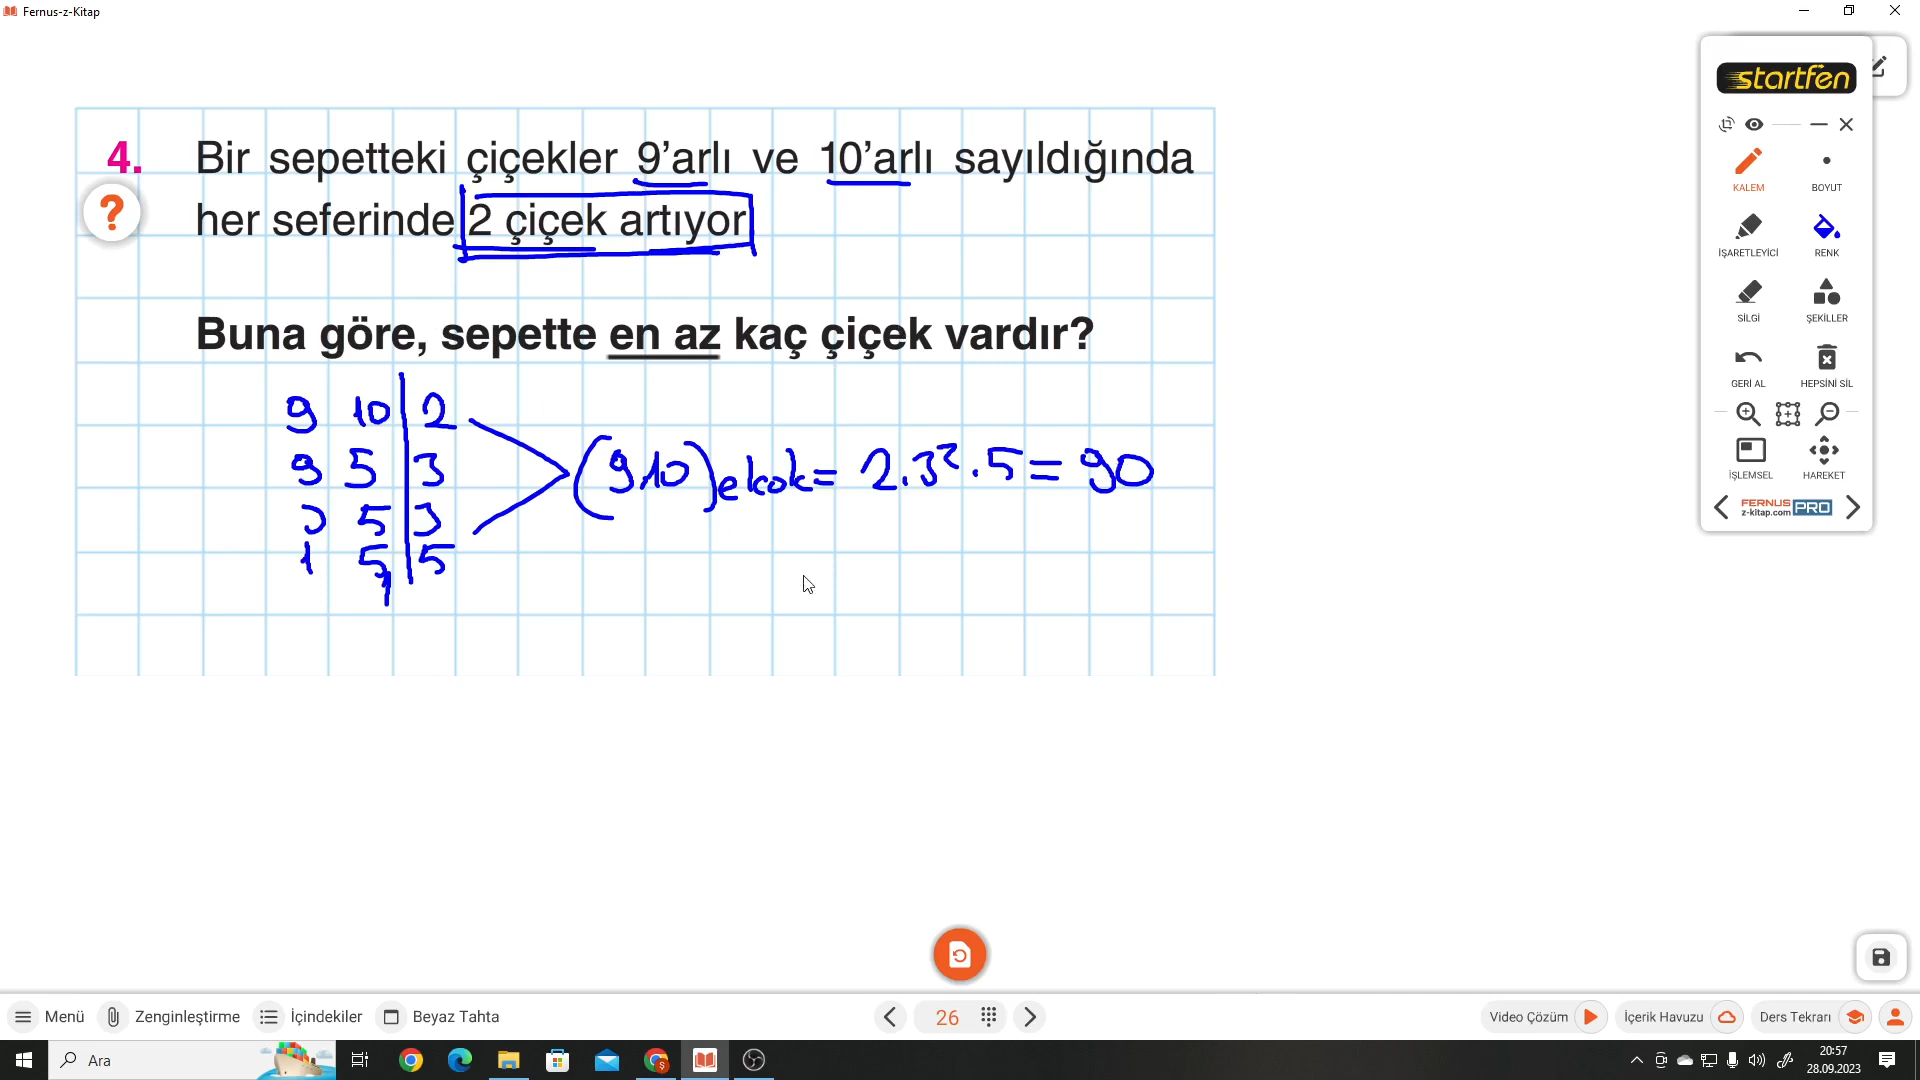 Fernus-z-Kitap
startfen
4. Bir sepetteki çiçekler 9’arlı ve 10’arlı sayıldığında
her seferinde 2 çiçek artıyor
Buna göre, sepette en az kaç çiçek vardır?
9 10 2
9 5 3
3 5 3
1 5 5
1
(9,10)ekok= 2.3².5= 90
KALEM
BOYUT
İŞARETLEYİCİ
RENK
SİLGİ
ŞEKİLLER
GERİ AL
HEPSİNİ SİL
İŞLEMSEL
HAREKET
FERNUS
z-kitap.com
PRO
Menü
Zenginleştirme
İçindekiler
Beyaz Tahta
26
Video Çözüm
İçerik Havuzu
Ders Tekrarı
Ara
20:57
28.09.2023